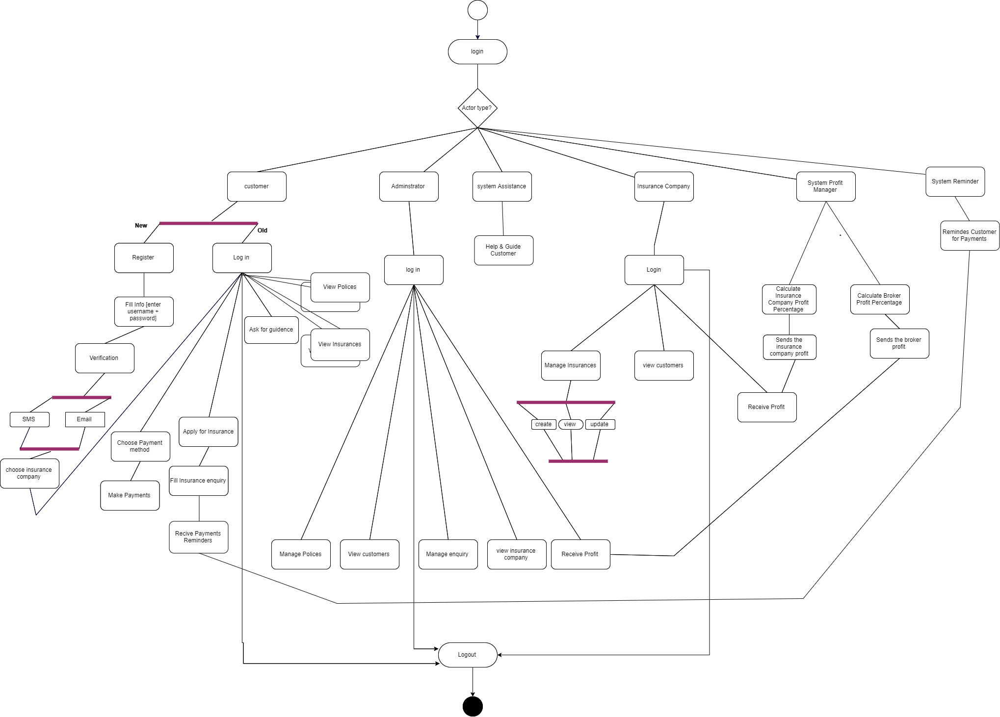 login
Actor type?
customer
Adminstrator
system Assistance
Insurance Company
System Profit
Manager
System Reminder
New
Old
Remindes Customer
for Payments
Register
Log in
Help & Guide
Customer
log in
Login
View Polices
Calculate
Insurance
Company Profit
Percentage
Calculate Broker
Profit Percentage
Fill Info [enter
username +
password]
Ask for guidence
View Insurances
Sends the
insurance
company profit
Sends the broker
profit
Verification
Manage Insurances
view customers
Receive Profit
SMS
Email
create
view
update
Apply for Insurance
Choose Payment
method
choose insurance
company
Fill Insurance enquiry
Make Payments
Recive Payments
Reminders
Manage Polices
View customers
Manage enquiry
view insurance
company
Receive Profit
Logout